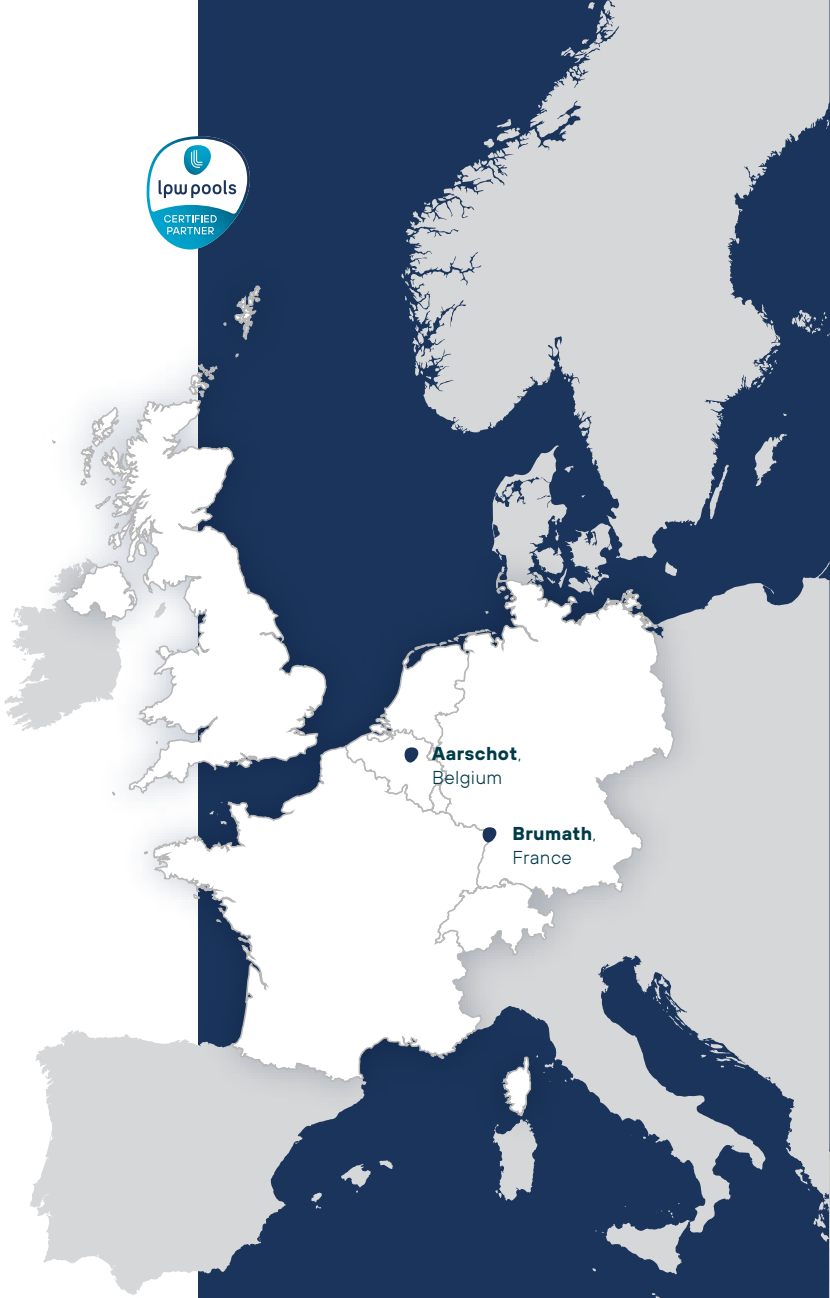 lpw pools
CERTIFIED
PARTNER
Aarschot,
Belgium
Brumath,
France